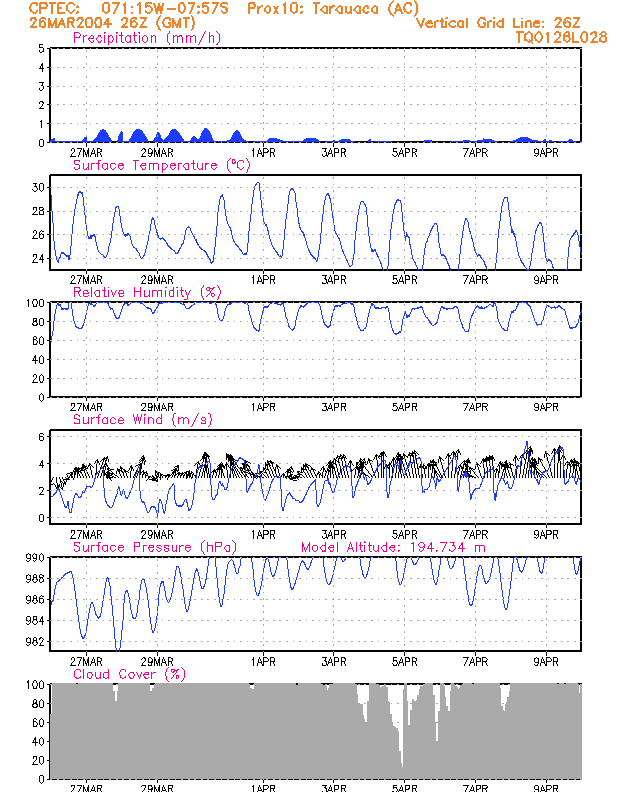 CPTEC: 071:15W-07:57S Prox10: Tarauaca (AC)
26MAR2004 26Z (GMT) Vertical Grid Line: 26Z
Precipitation (mm/h) TQ0126L028
5
4
3
2
1
0
27MAR 29MAR 1APR 3APR 5APR 7APR 9APR
Surface Temperature (ºC)
30
28
26
24
27MAR 29MAR 1APR 3APR 5APR 7APR 9APR
Relative Humidity (%)
100
80
60
40
20
0
27MAR 29MAR 1APR 3APR 5APR 7APR 9APR
Surface Wind (m/s)
6
4
2
0
27MAR 29MAR 1APR 3APR 5APR 7APR 9APR
Surface Pressure (hPa) Model Altitude: 194.734 m
990
988
986
984
982
27MAR 29MAR 1APR 3APR 5APR 7APR 9APR
Cloud Cover (%)
100
80
60
40
20
0
27MAR 29MAR 1APR 3APR 5APR 7APR 9APR